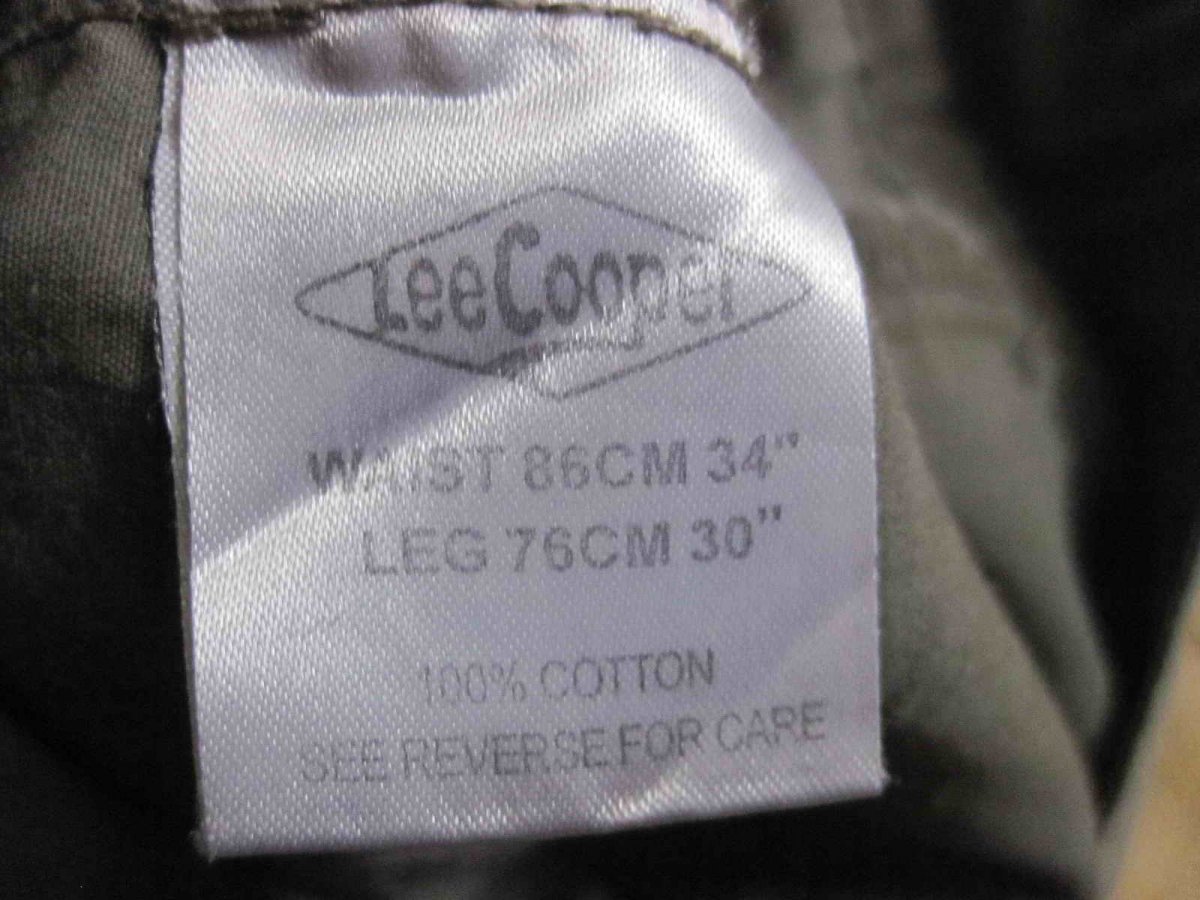 LeeCooper
WAIST 86CM 34"
LEG 76CM 30"
100% COTTON
SEE REVERSE FOR CARE